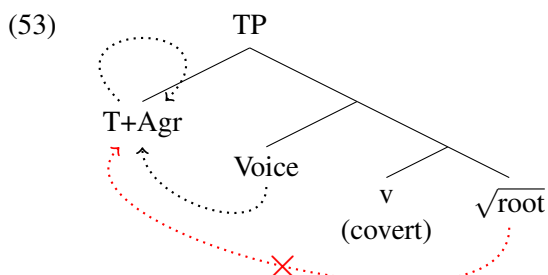 (53) TP
T+Agr
Voice
v √root
(covert)